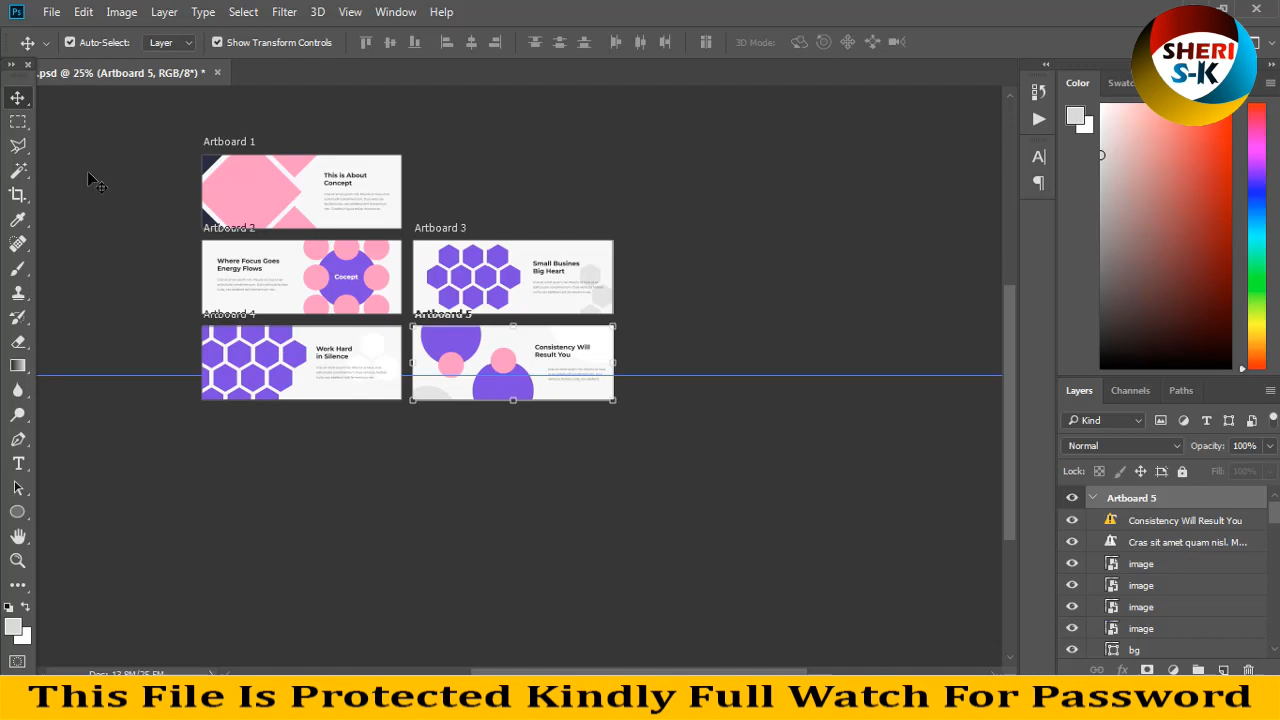 Ps File Edit Image Layer Type Select Filter 3D View Window Help
Auto-Select: Layer Show Transform Controls 3D Mode:
SHERI
S-K
.psd @ 25% (Artboard 5, RGB/8*) * ×
Color Swatc
Artboard 1
This is About
Concept
Artboard 2
Artboard 3
Where Focus Goes
Energy Flows
Cocept
Small Busines
Big Heart
Artboard 4
Artboard 5
Work Hard
in Silence
Consistency Will
Result You
Layers Channels Paths
Kind
Normal Opacity: 100%
Lock: Fill: 100%
Artboard 5
Consistency Will Result You
Cras sit amet quam nisl. M...
image
image
image
image
bg
This File Is Protected Kindly Full Watch For Password